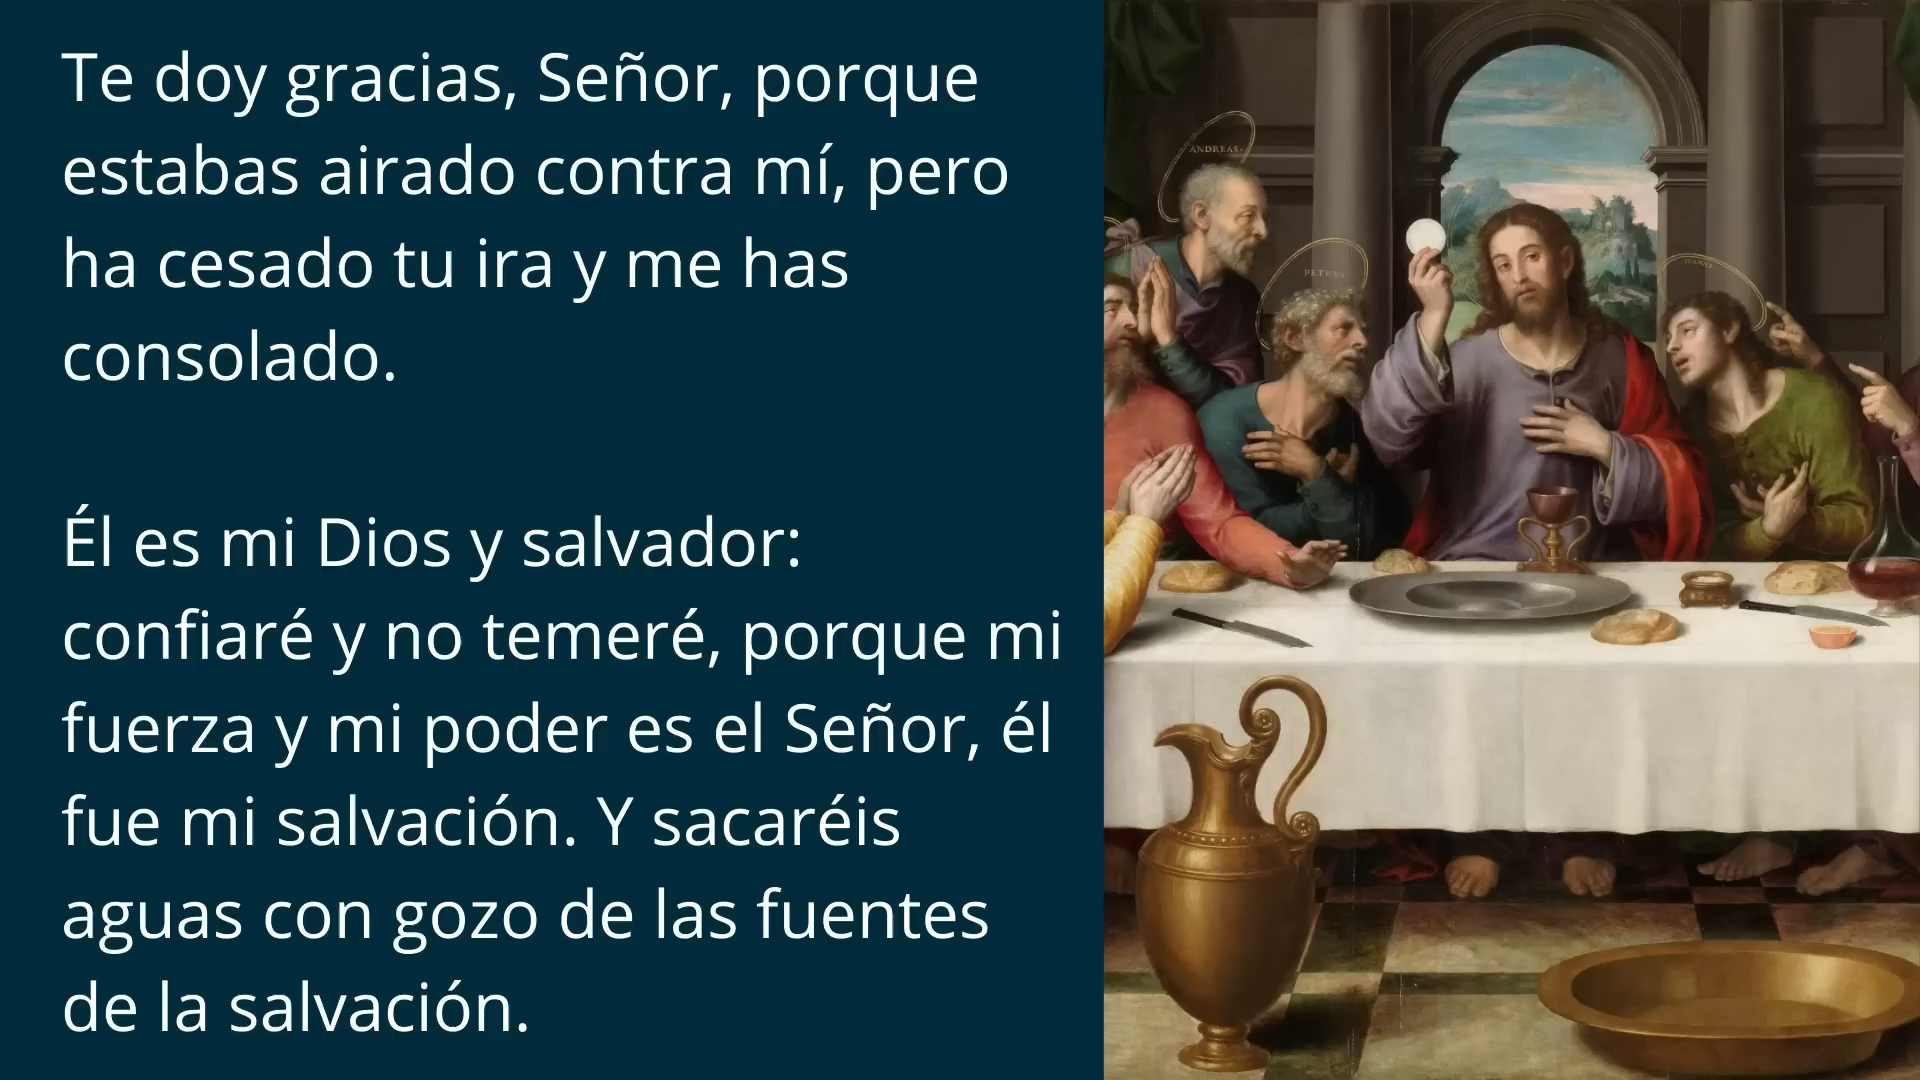 Te doy gracias, Señor, porque
estabas airado contra mí, pero
ha cesado tu ira y me has
consolado.
Él es mi Dios y salvador:
confiaré y no temeré, porque mi
fuerza y mi poder es el Señor, él
fue mi salvación. Y sacaréis
aguas con gozo de las fuentes
de la salvación.
ANDREAS
PETRVS